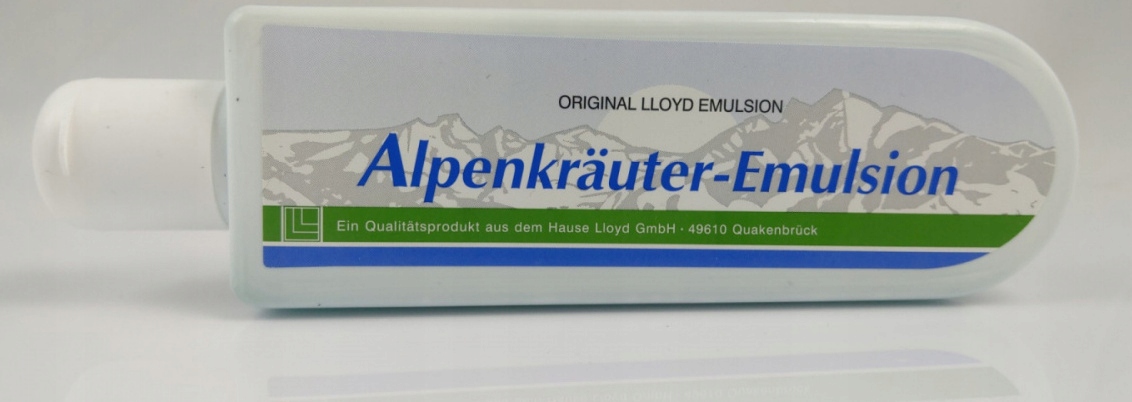 ORIGINAL LLOYD EMULSION
Alpenkräuter-Emulsion
Ein Qualitätsprodukt aus dem Hause Lloyd GmbH · 49610 Quakenbrück